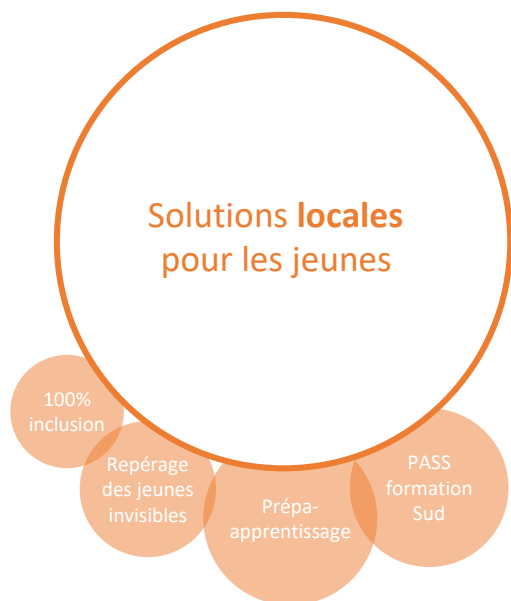 Solutions locales
pour les jeunes
100%
inclusion
Repérage
des jeunes
invisibles
Prépa-
apprentissage
PASS
formation
Sud